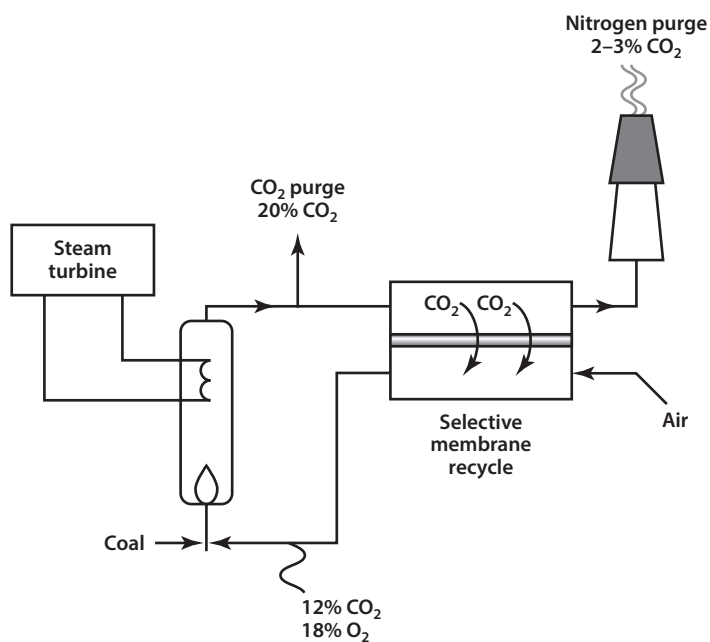 Nitrogen purge
2–3% CO₂
CO₂ purge
20% CO₂
Steam
turbine
CO₂ CO₂
Selective
membrane
recycle
Air
Coal
12% CO₂
18% O₂